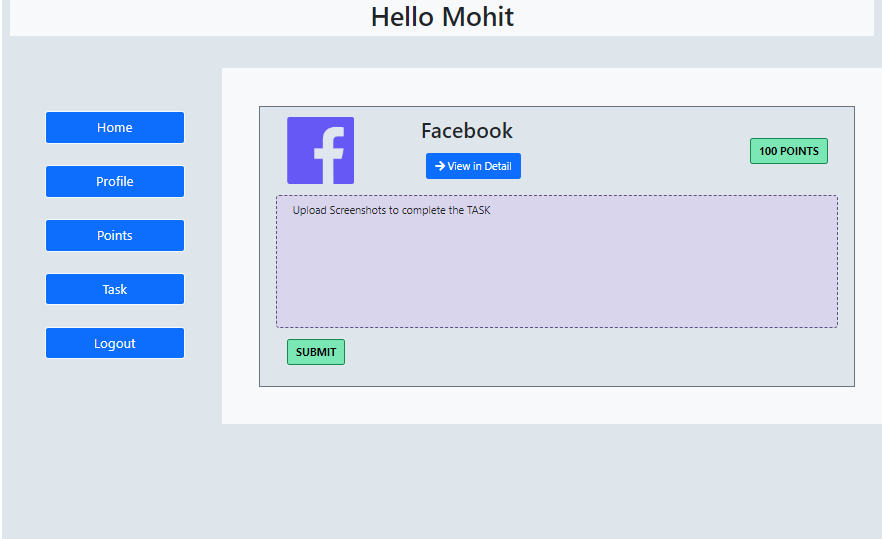 Hello Mohit
Home
Profile
Points
Task
Logout
Facebook
View in Detail
100 POINTS
Upload Screenshots to complete the TASK
SUBMIT